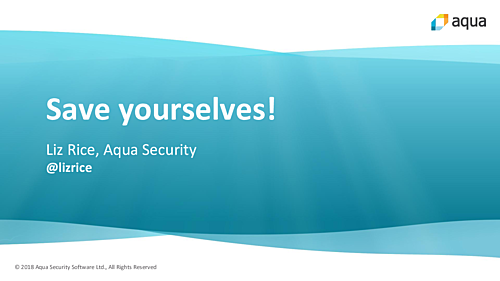 aqua
Save yourselves!
Liz Rice, Aqua Security
@lizrice
© 2018 Aqua Security Software Ltd., All Rights Reserved